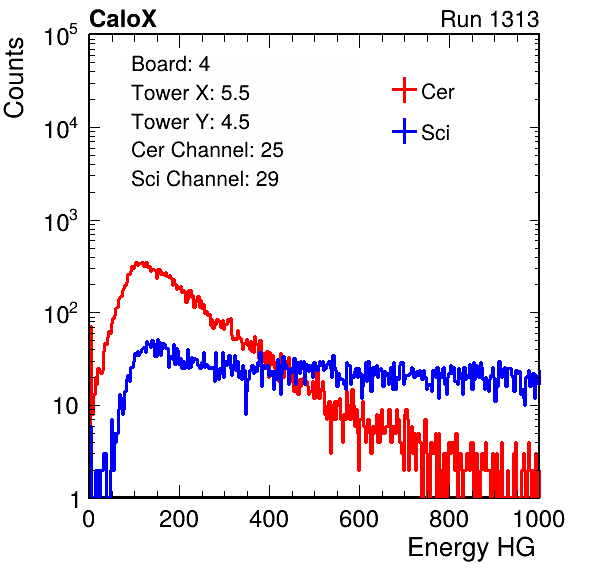 CaloX Run 1313
Counts
10^5
10^4
10^3
10^2
10
1
Board: 4
Tower X: 5.5
Tower Y: 4.5
Cer Channel: 25
Sci Channel: 29
Cer
Sci
0 200 400 600 800 1000
Energy HG